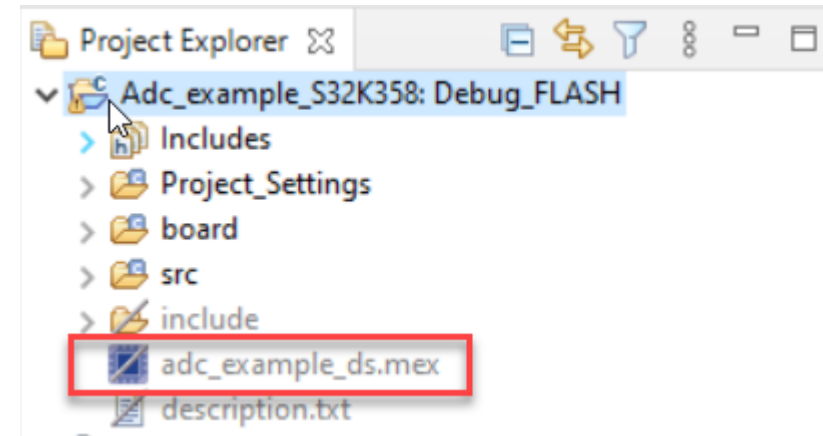 Project Explorer
Adc_example_S32K358: Debug_FLASH
Includes
Project_Settings
board
src
include
adc_example_ds.mex
description.txt